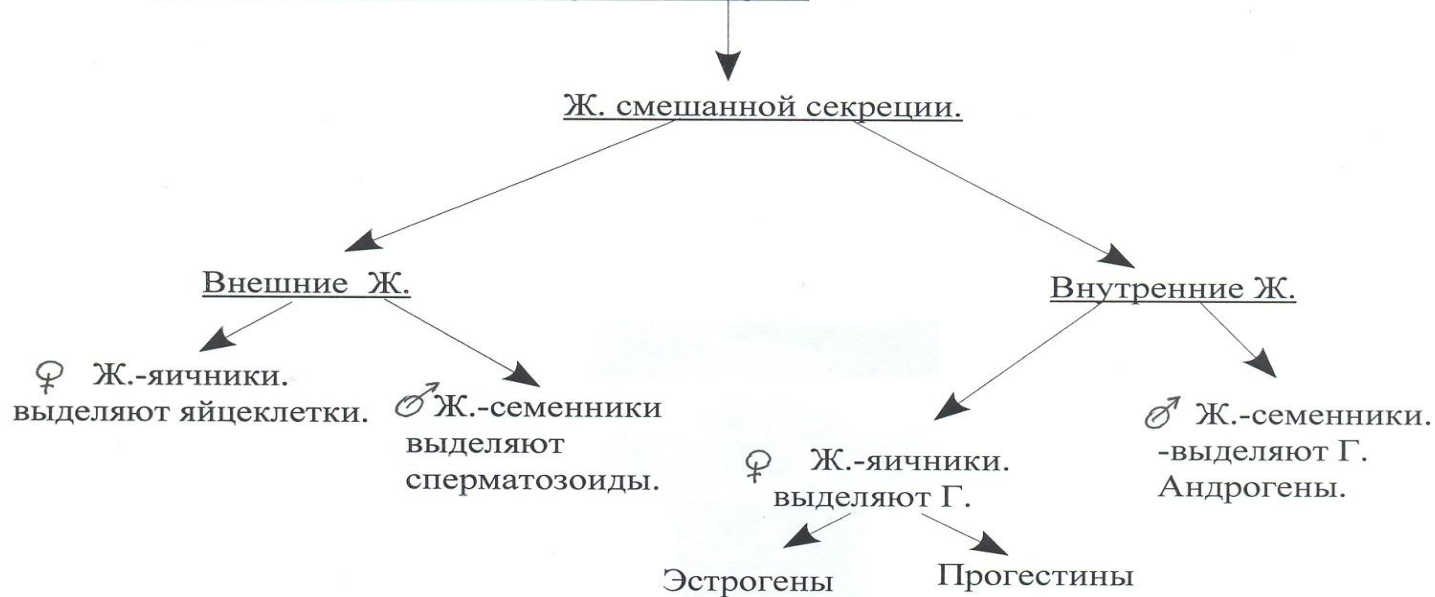 Ж. смешанной секреции.
Внешние Ж.
Внутренние Ж.
♀ Ж.-яичники.
выделяют яйцеклетки.
♂ Ж.-семенники
выделяют
сперматозоиды.
♀ Ж.-яичники.
выделяют Г.
Эстрогены
Прогестины
♂ Ж.-семенники.
-выделяют Г.
Андрогены.